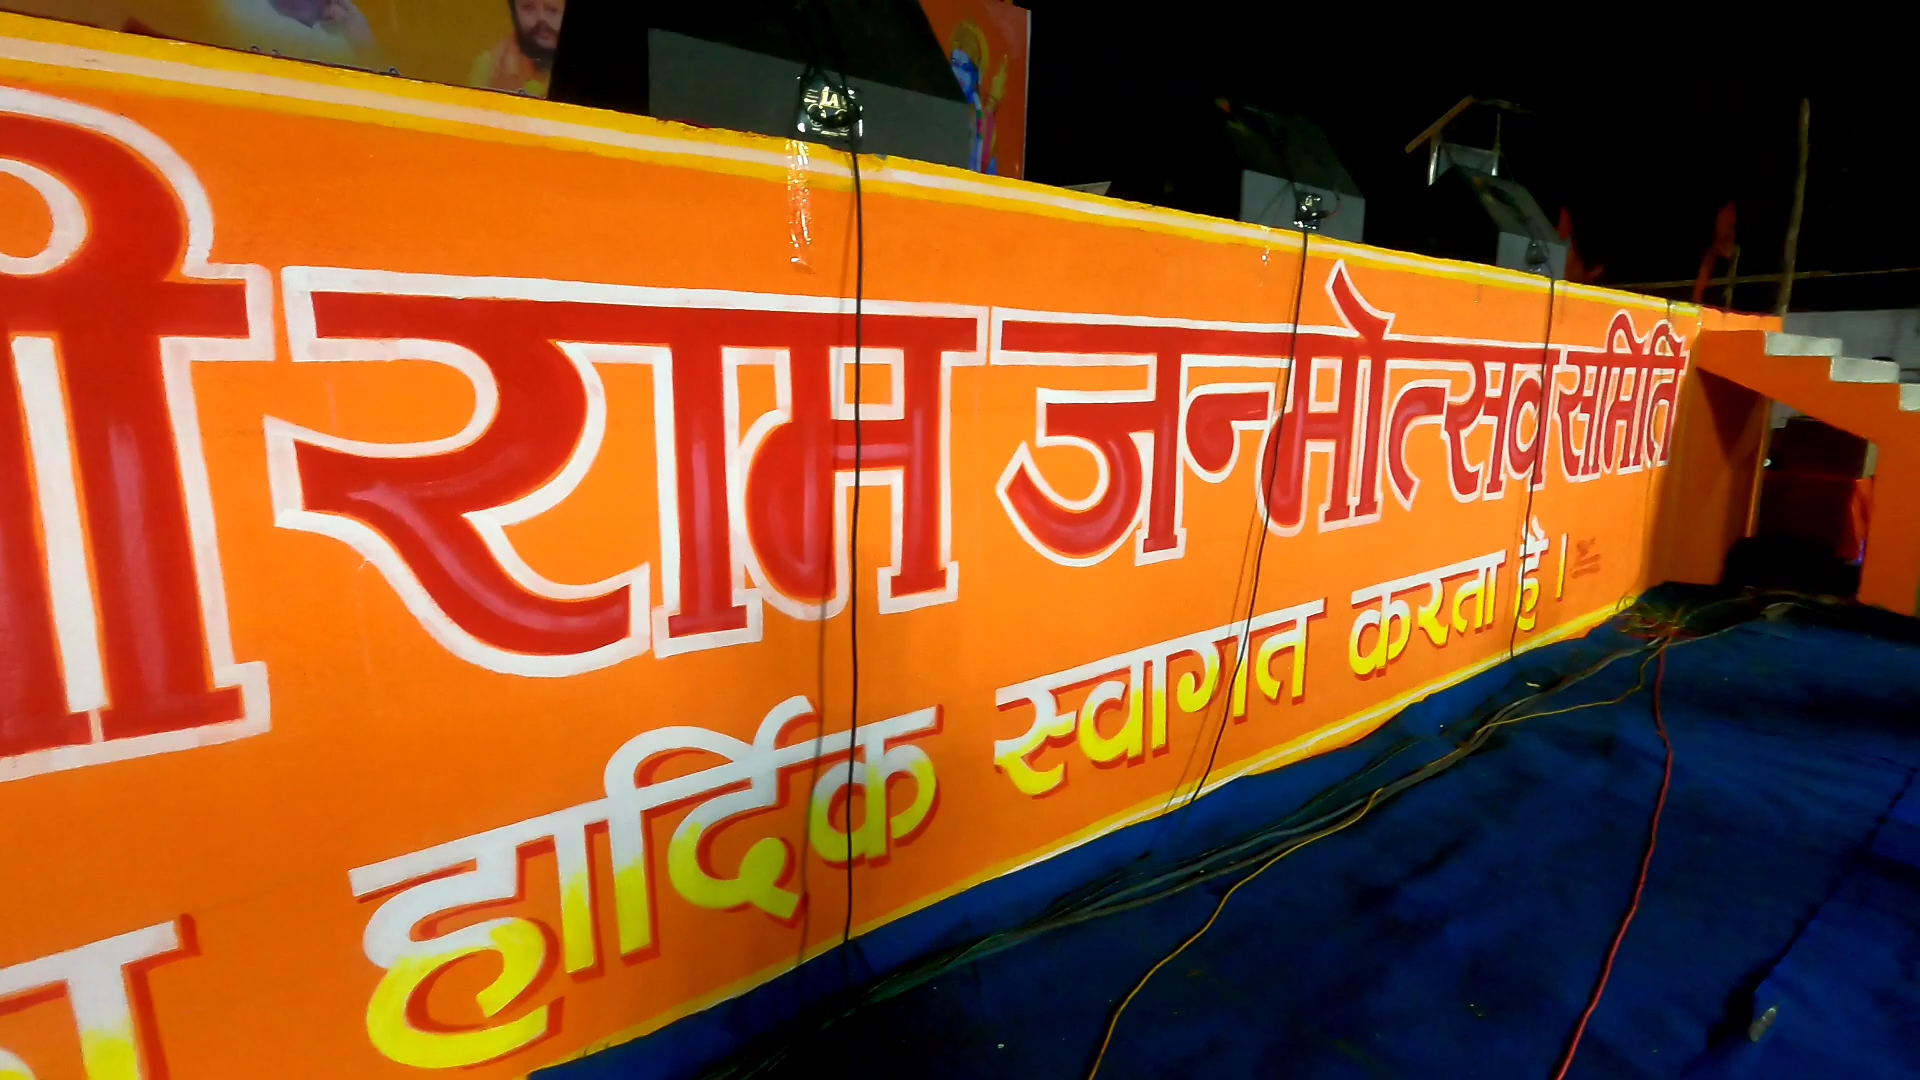 राम जन्मोत्सव समिति
हार्दिक स्वागत करता है।